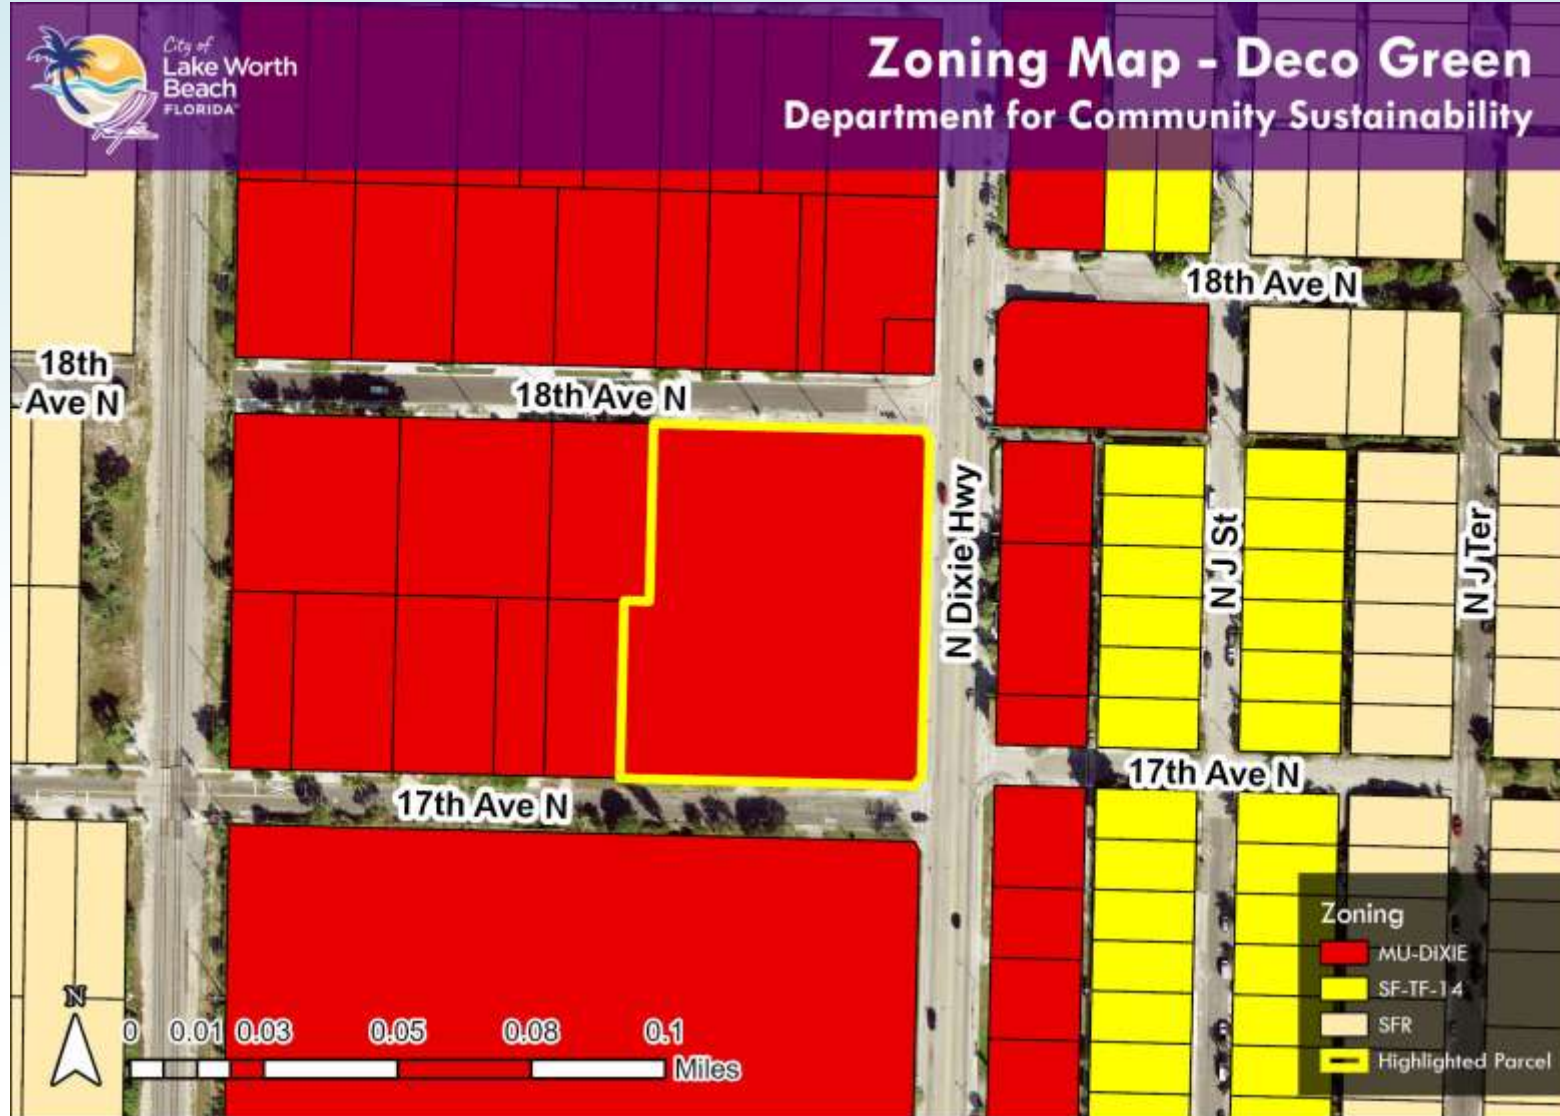 City of
Lake Worth
Beach
FLORIDA
Zoning Map - Deco Green
Department for Community Sustainability
18th Ave N
18th
Ave N
18th Ave N
N Dixie Hwy
N J St
N J Ter
17th Ave N
17th Ave N
Zoning
MU-DIXIE
SF-TF-14
SFR
Highlighted Parcel
N
0 0.01 0.03 0.05 0.08 0.1
Miles